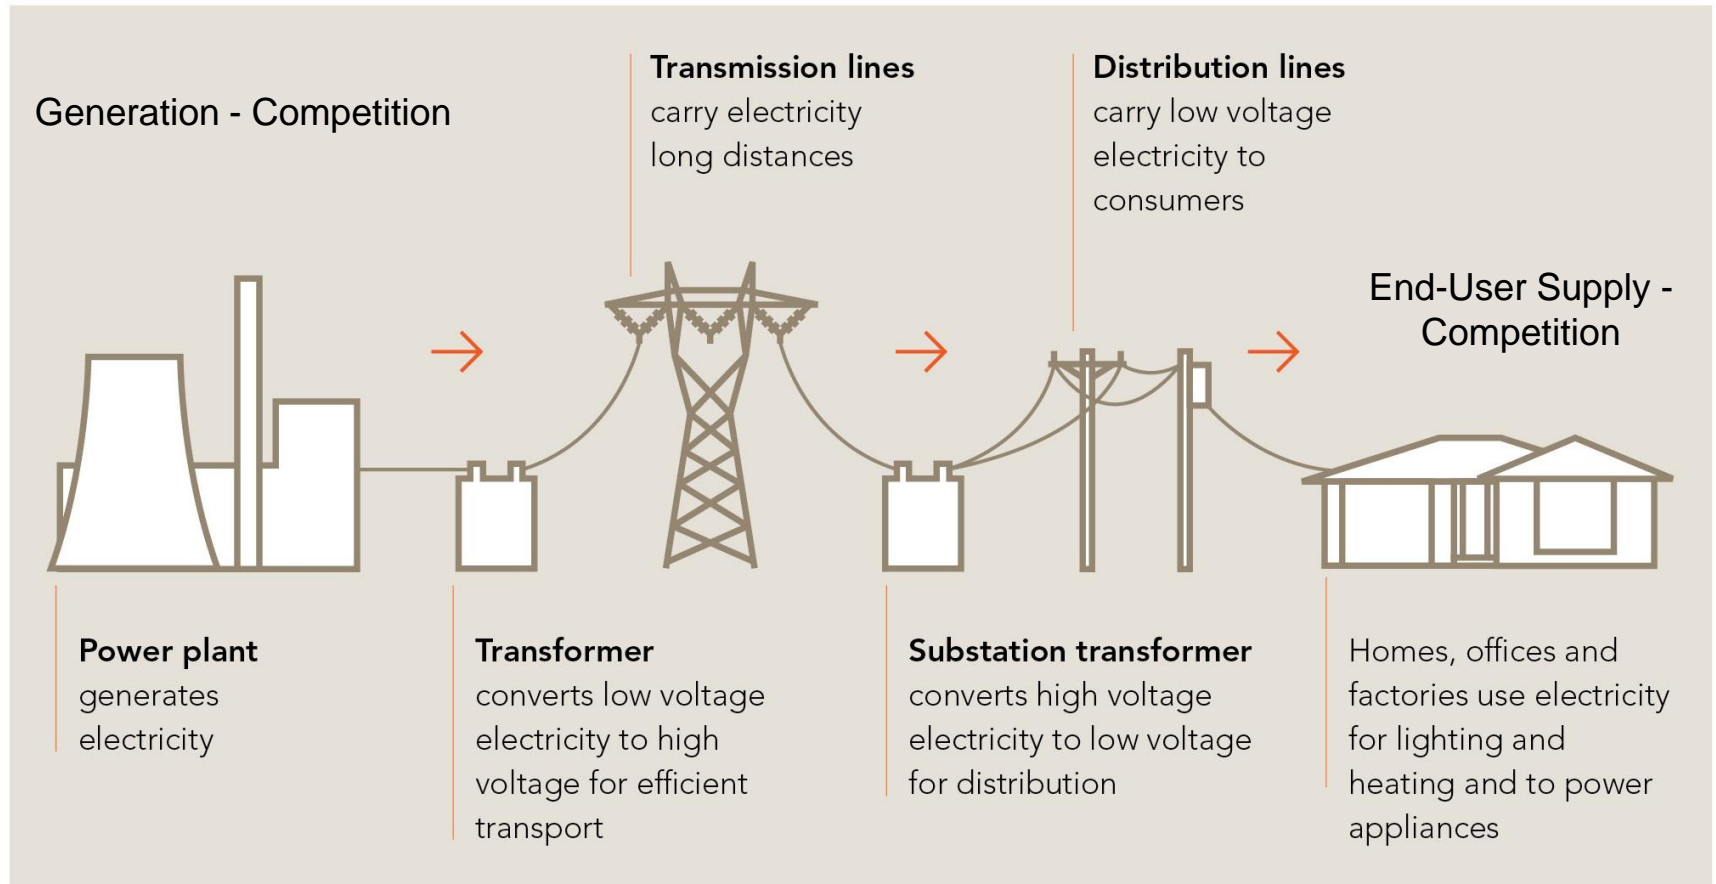 Generation - Competition
Transmission lines
carry electricity
long distances
Distribution lines
carry low voltage
electricity to
consumers
End-User Supply -
Competition
Power plant
generates
electricity
Transformer
converts low voltage
electricity to high
voltage for efficient
transport
Substation transformer
converts high voltage
electricity to low voltage
for distribution
Homes, offices and
factories use electricity
for lighting and
heating and to power
appliances